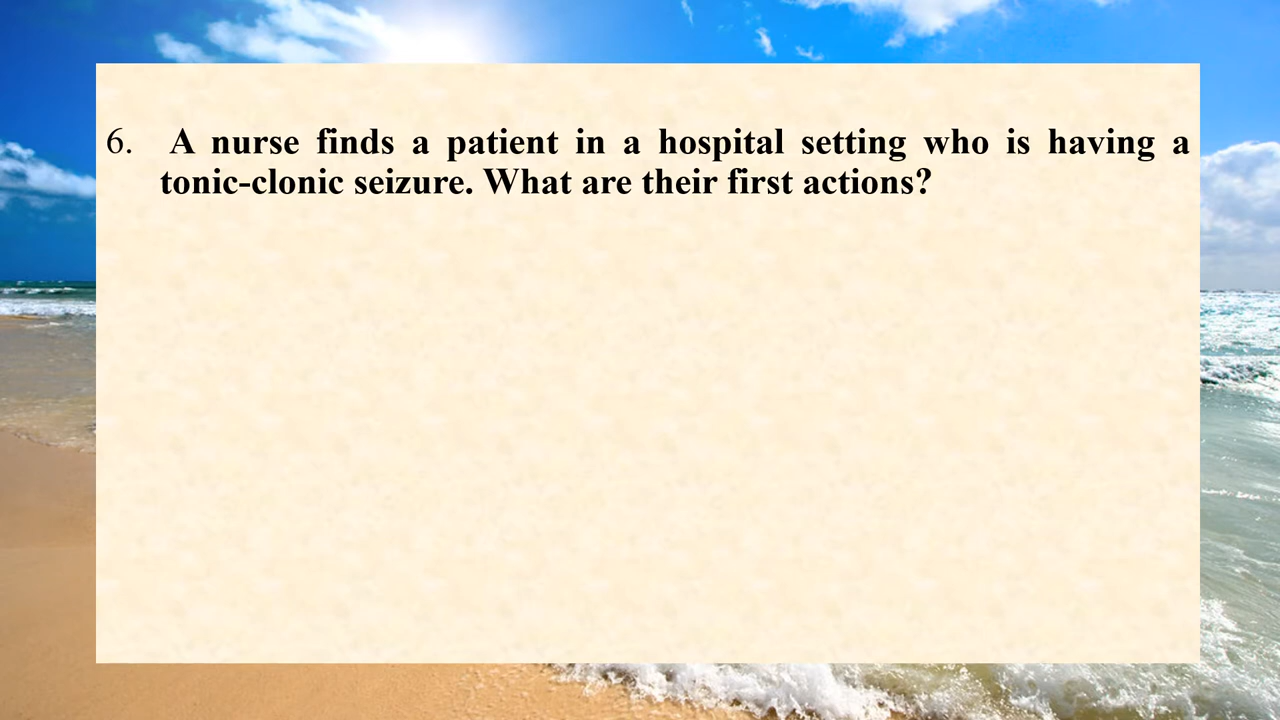 6. A nurse finds a patient in a hospital setting who is having a
tonic-clonic seizure. What are their first actions?